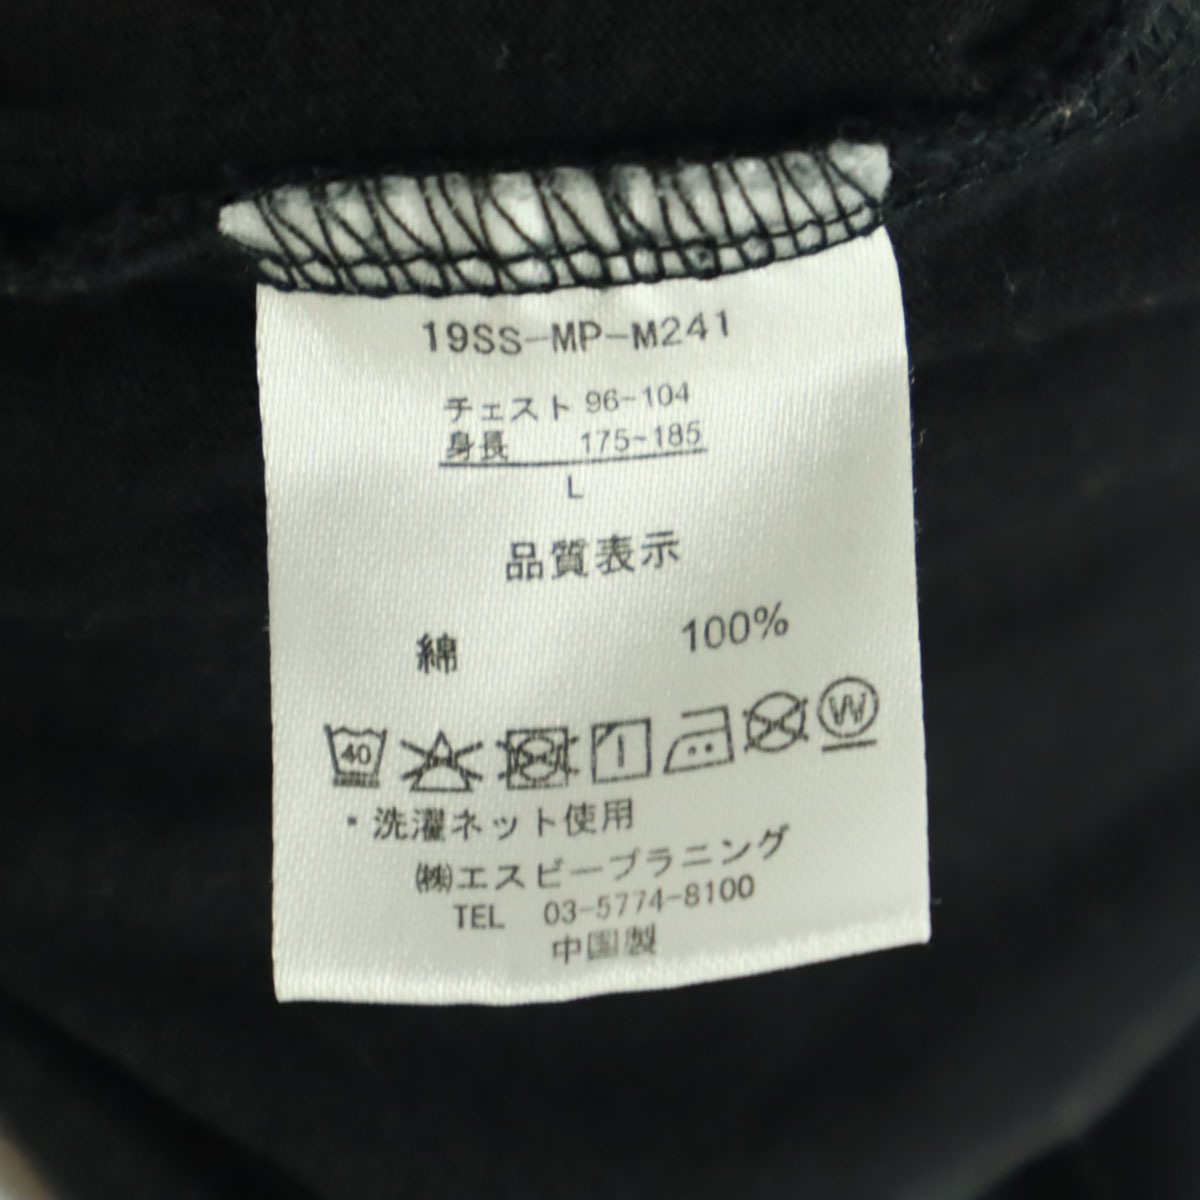 19SS-MP-M241
チェスト 96-104
身長 175~185
L
品質表示
綿 100%
40
W
・洗濯ネット使用
㈱エスビープラニング
TEL 03-5774-8100
中国製